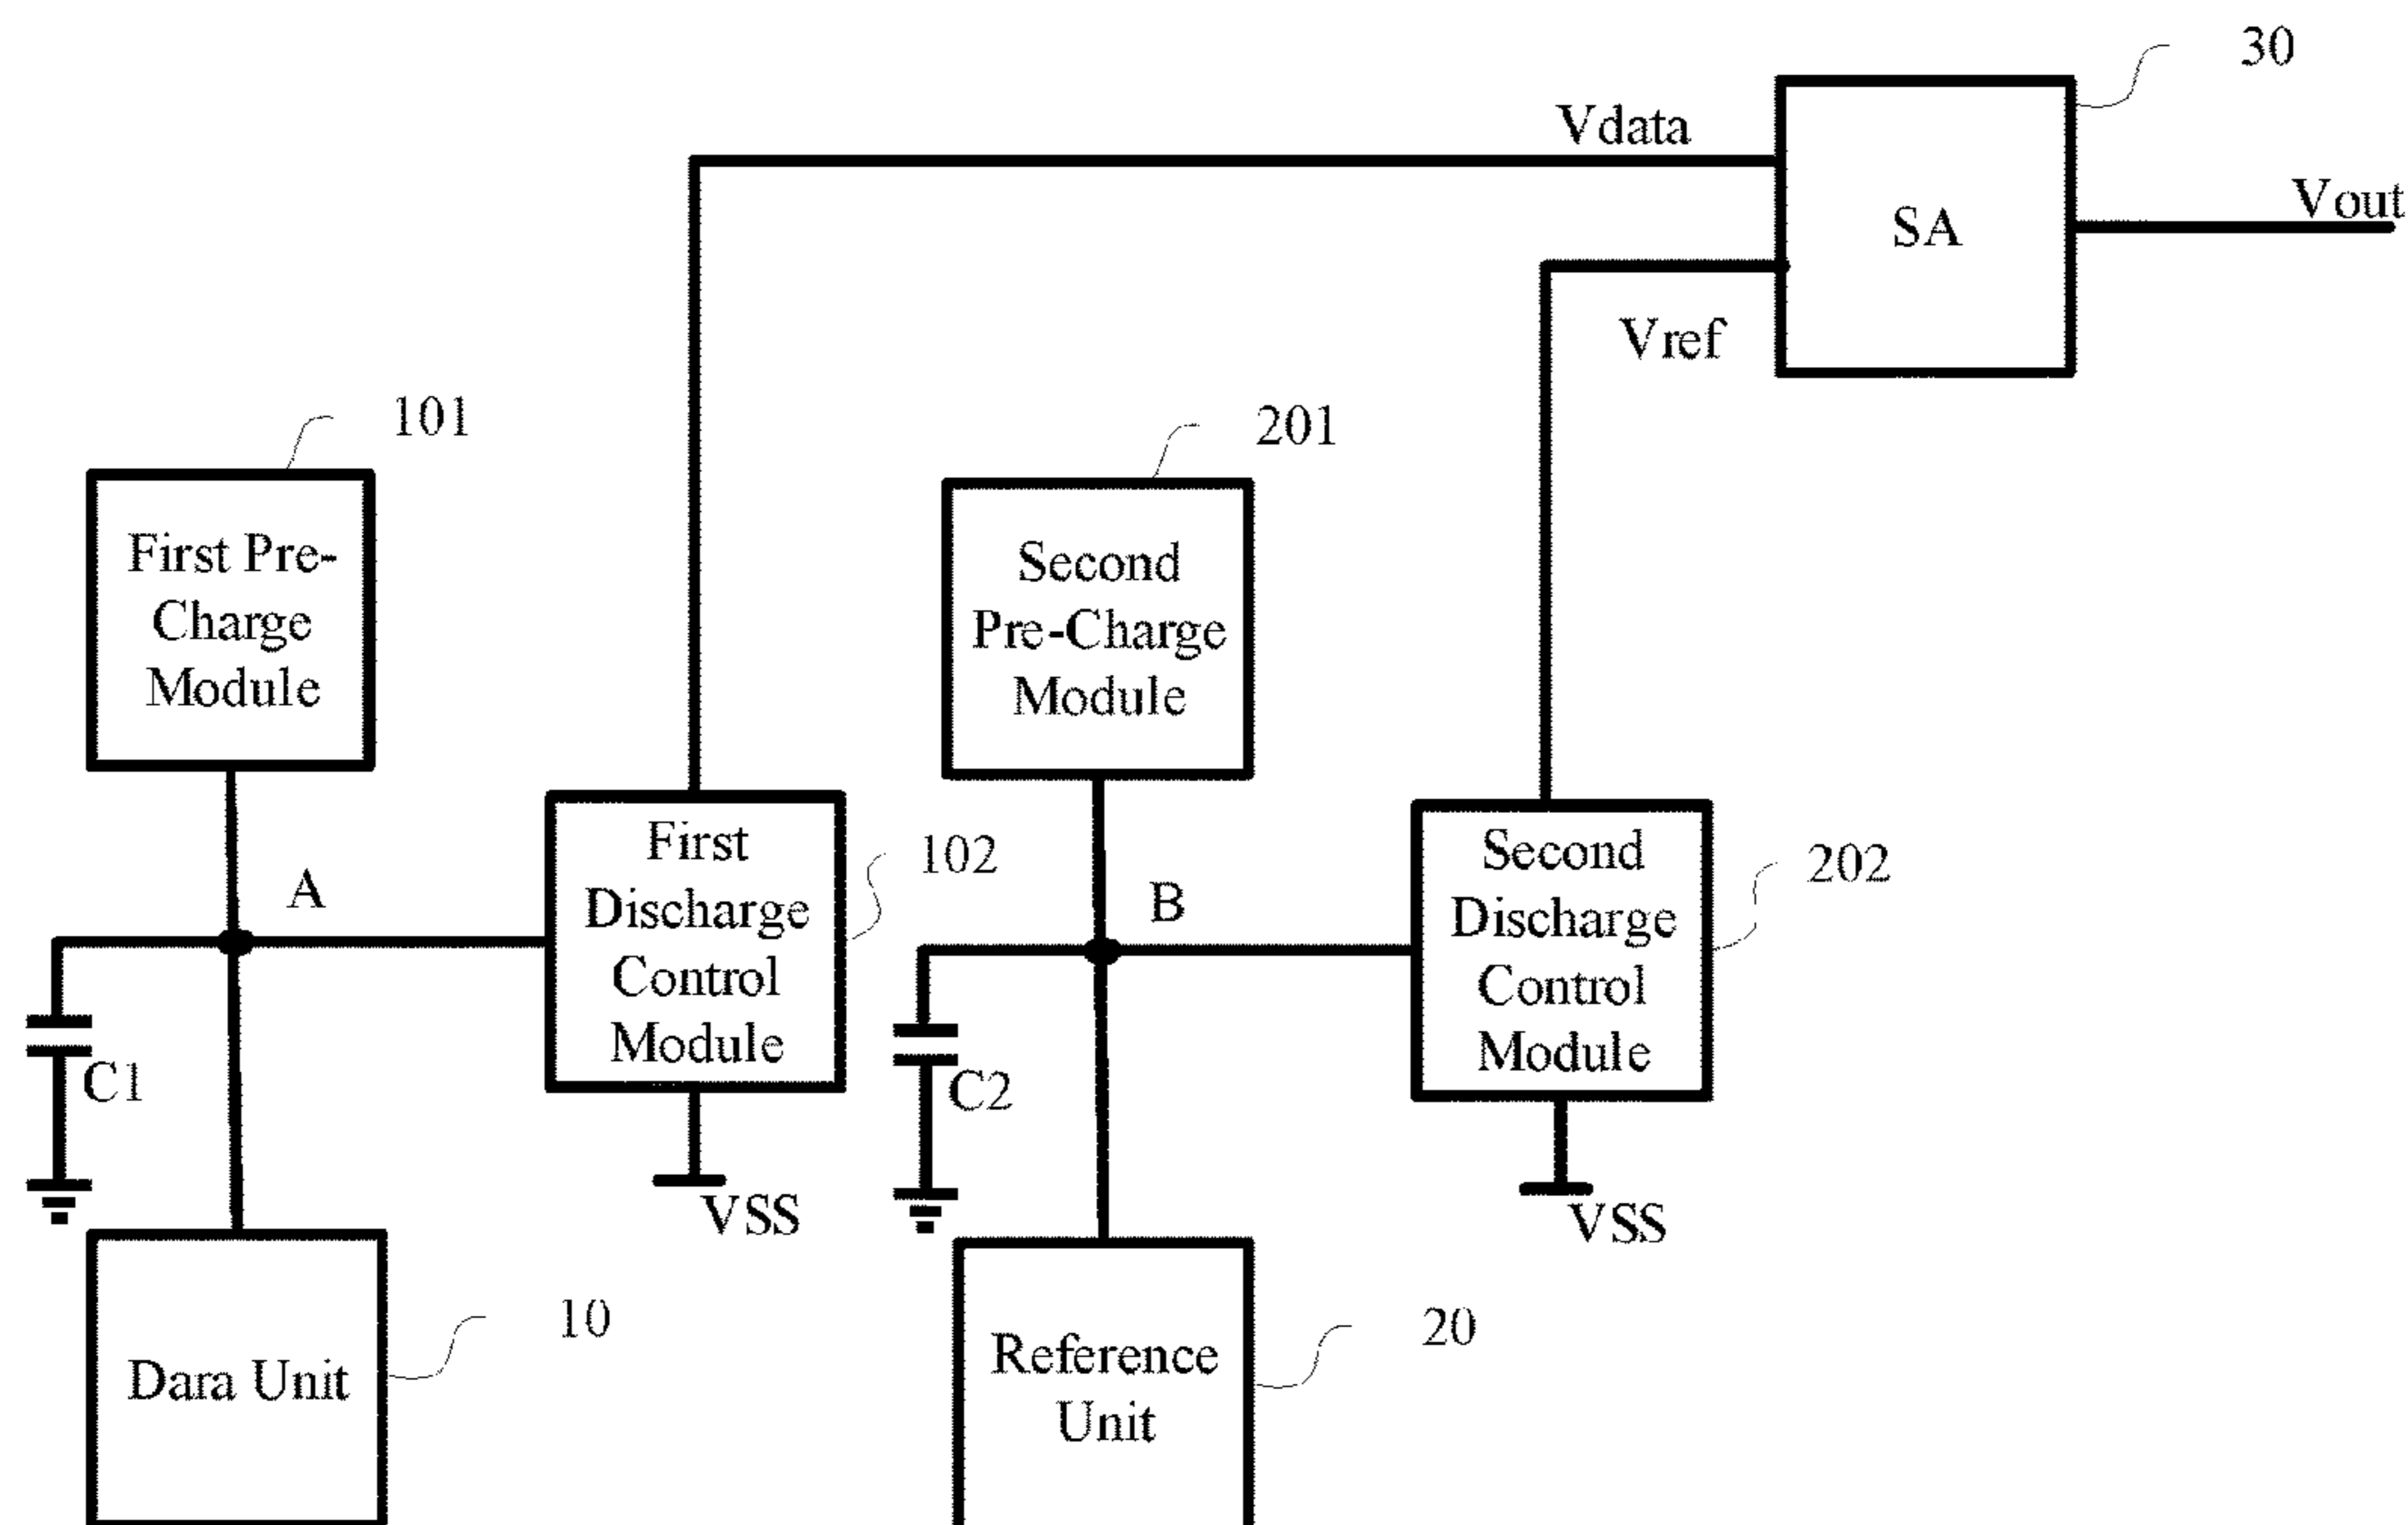 30
Vdata
SA
Vout
Vref
101
201
First Pre-
Charge
Module
Second
Pre-Charge
Module
First
Discharge
Control
Module
102
Second
Discharge
Control
Module
202
A
B
C1
C2
VSS
VSS
Dara Unit
10
Reference
Unit
20